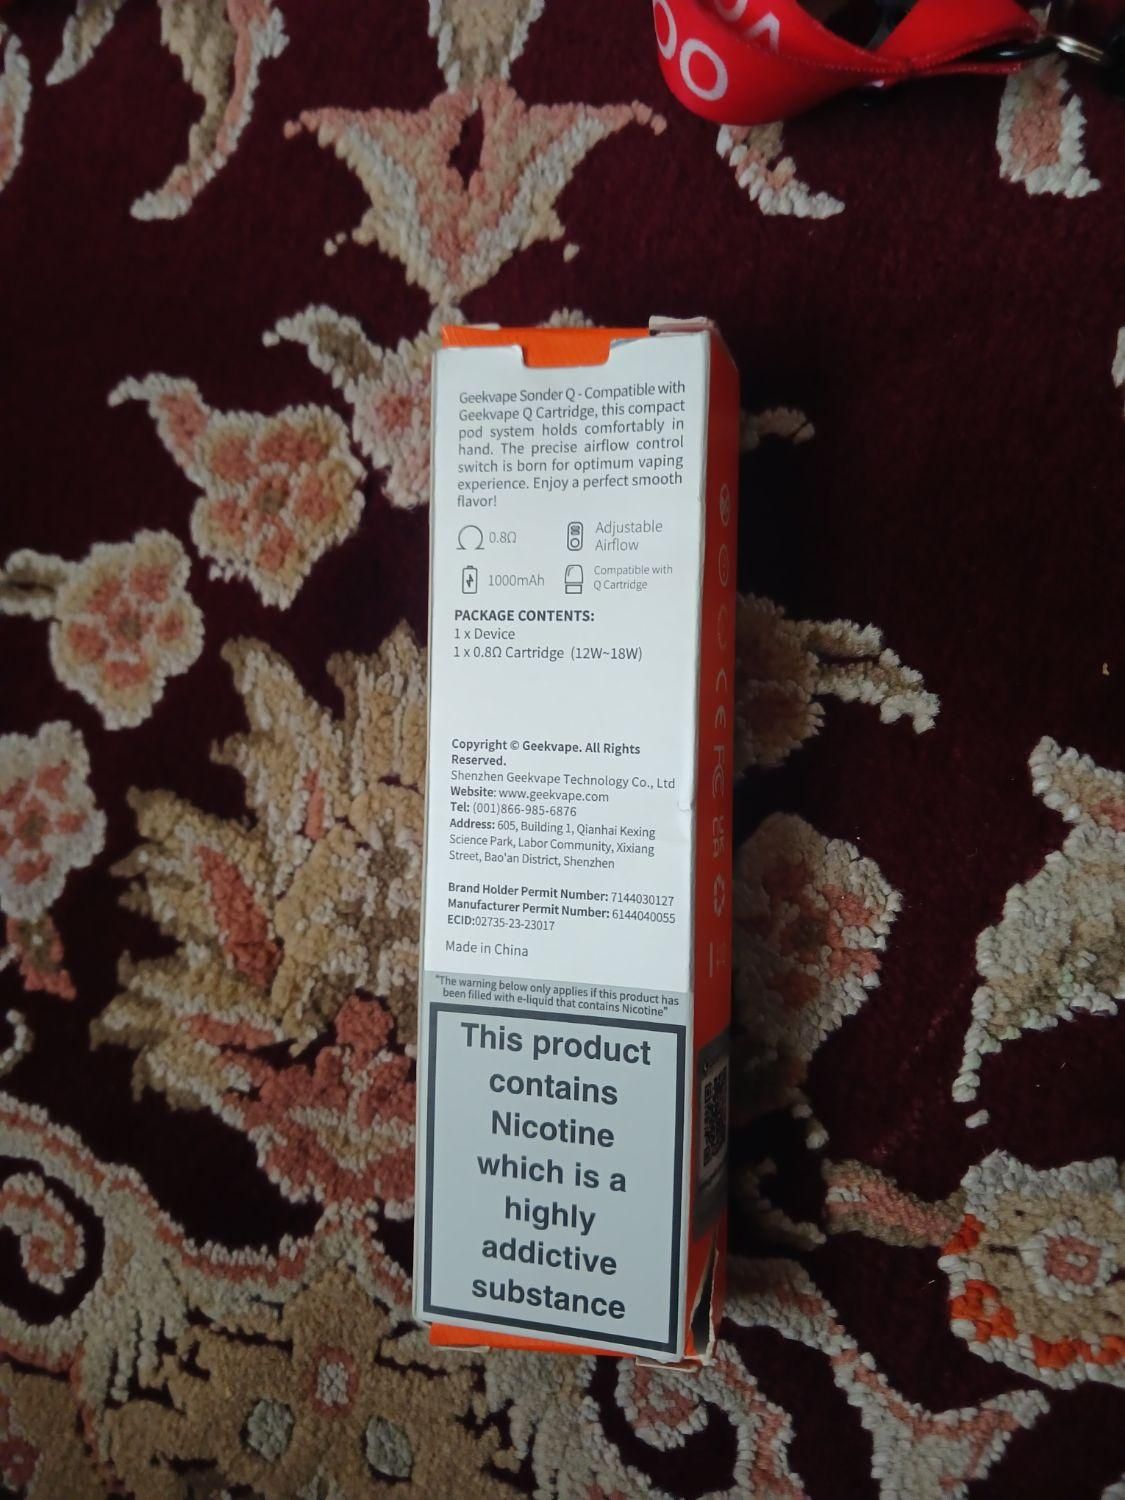 OO
Geekvape Sonder Q - Compatible with
Geekvape Q Cartridge, this compact
pod system holds comfortably in
hand. The precise airflow control
switch is born for optimum vaping
experience. Enjoy a perfect smooth
flavor!
0.8Ω
Adjustable
Airflow
1000mAh
Compatible with
Q Cartridge
PACKAGE CONTENTS:
1 x Device
1 x 0.8Ω Cartridge (12W~18W)
Copyright © Geekvape. All Rights
Reserved.
Shenzhen Geekvape Technology Co., Ltd
Website: www.geekvape.com
Tel: (001)866-985-6876
Address: 605, Building 1, Qianhai Kexing
Science Park, Labor Community, Xixiang
Street, Bao'an District, Shenzhen
Brand Holder Permit Number: 7144030127
Manufacturer Permit Number: 6144040055
ECID:02735-23-23017
Made in China
"The warning below only applies if this product has
been filled with e-liquid that contains Nicotine"
This product
contains
Nicotine
which is a
highly
addictive
substance
CE
FC
UK
CA